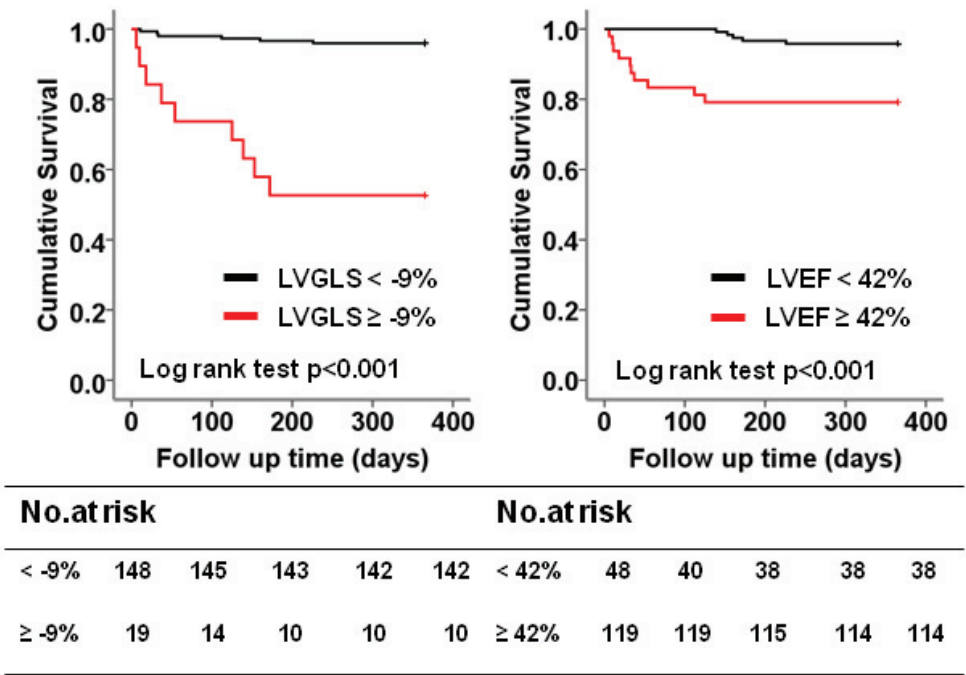 1.0
0.8
0.6
0.4
0.2
0.0
Cumulative Survival
LVGLS < -9%
LVGLS ≥ -9%
Log rank test p<0.001
0 100 200 300 400
Follow up time (days)
1.0
0.8
0.6
0.4
0.2
0.0
Cumulative Survival
LVEF < 42%
LVEF ≥ 42%
Log rank test p<0.001
0 100 200 300 400
Follow up time (days)
No.at risk No.at risk
< -9% 148 145 143 142 142 < 42% 48 40 38 38 38
≥ -9% 19 14 10 10 10 ≥ 42% 119 119 115 114 114